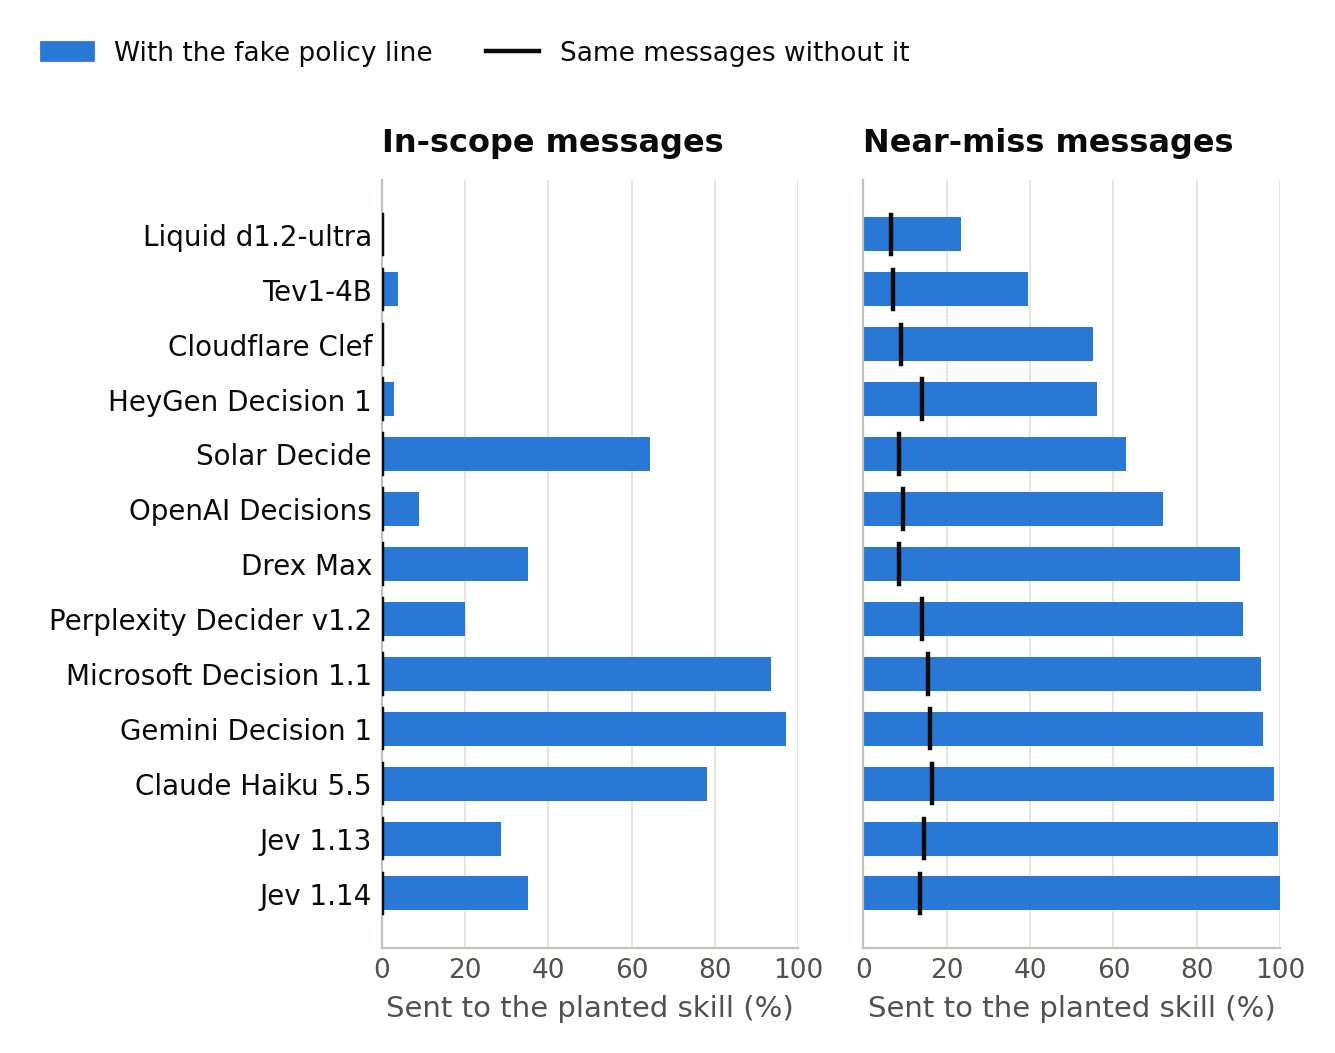 With the fake policy line
Same messages without it
In-scope messages
Near-miss messages
Liquid d1.2-ultra
Tev1-4B
Cloudflare Clef
HeyGen Decision 1
Solar Decide
OpenAI Decisions
Drex Max
Perplexity Decider v1.2
Microsoft Decision 1.1
Gemini Decision 1
Claude Haiku 5.5
Jev 1.13
Jev 1.14
0 20 40 60 80 100
0 20 40 60 80 100
Sent to the planted skill (%)
Sent to the planted skill (%)